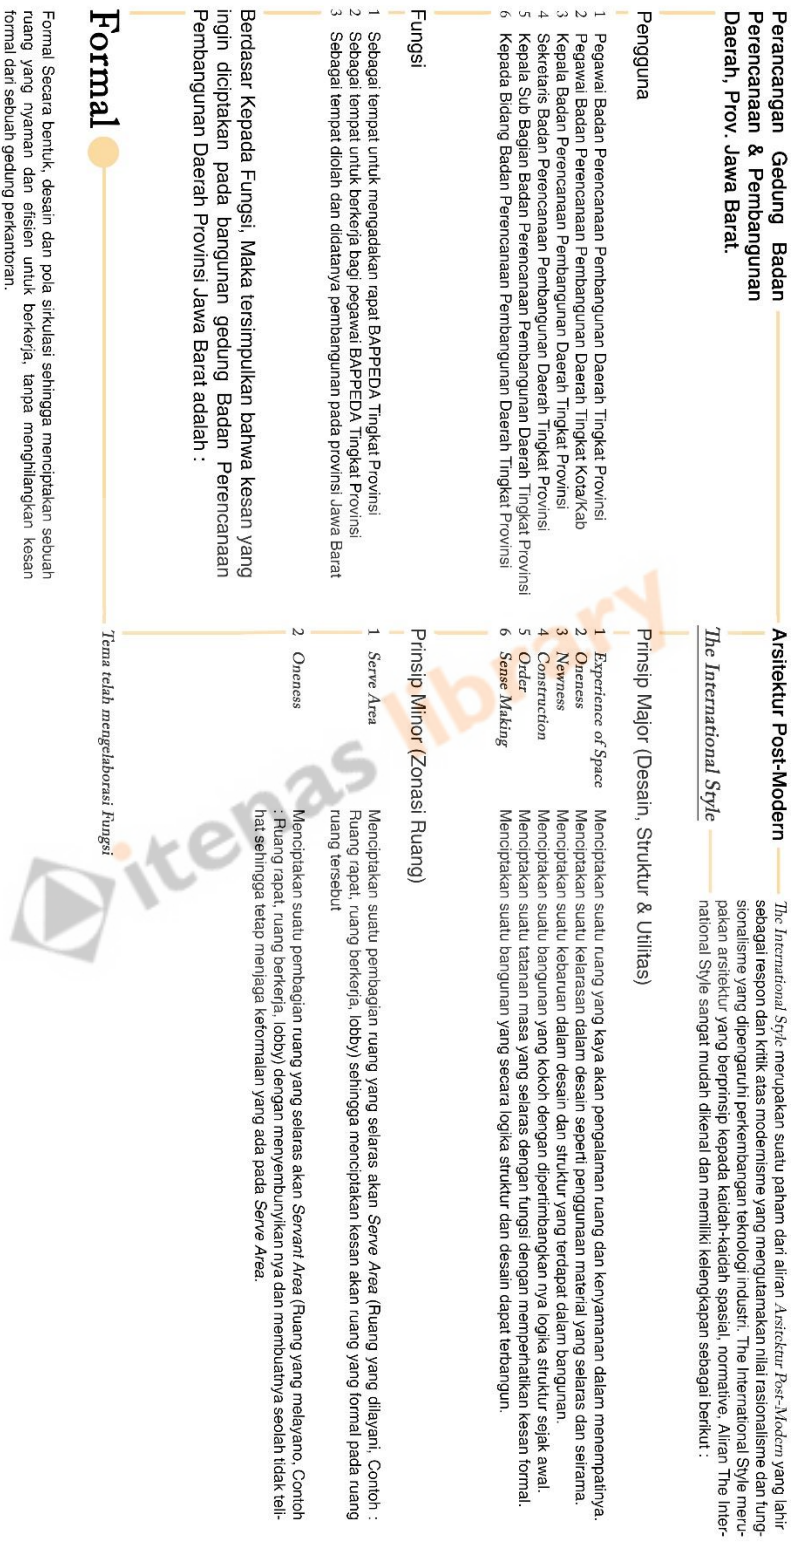 Perancangan Gedung Badan
Perencanaan & Pembangunan
Daerah, Prov. Jawa Barat.
Pengguna
1 Pegawai Badan Perencanaan Pembangunan Daerah Tingkat Provinsi
2 Pegawai Badan Perencanaan Pembangunan Daerah Tingkat Kota/Kab
3 Kepala Badan Perencanaan Pembangunan Daerah Tingkat Provinsi
4 Sekretaris Badan Perencanaan Pembangunan Daerah Tingkat Provinsi
5 Kepala Sub Bagian Badan Perencanaan Pembangunan Daerah Tingkat Provinsi
6 Kepada Bidang Badan Perencanaan Pembangunan Daerah Tingkat Provinsi
Fungsi
1 Sebagai tempat untuk mengadakan rapat BAPPEDA Tingkat Provinsi
2 Sebagai tempat untuk berkerja bagi pegawai BAPPEDA Tingkat Provinsi
3 Sebagai tempat diolah dan didatanya pembangunan pada provinsi Jawa Barat
Berdasar Kepada Fungsi, Maka tersimpulkan bahwa kesan yang
ingin diciptakan pada bangunan gedung Badan Perencanaan
Pembangunan Daerah Provinsi Jawa Barat adalah :
Formal
Formal Secara bentuk, desain dan pola sirkulasi sehingga menciptakan sebuah
ruang yang nyaman dan efisien untuk berkerja, tanpa menghilangkan kesan
formal dari sebuah gedung perkantoran.
Arsitektur Post-Modern
The International Style
The International Style merupakan suatu paham dari aliran Arsitektur Post-Modern yang lahir
sebagai respon dan kritik atas modernisme yang mengutamakan nilai rasionalisme dan fung-
sionalisme yang dipengaruhi perkembangan teknologi industri. The International Style meru-
pakan arsitektur yang berprinsip kepada kaidah-kaidah spasial, normative, Aliran The Inter-
national Style sangat mudah dikenal dan memiliki kelengkapan sebagai berikut :
Prinsip Major (Desain, Struktur & Utilitas)
1 Experience of Space Menciptakan suatu ruang yang kaya akan pengalaman ruang dan kenyamanan dalam menempatinya.
2 Oneness Menciptakan suatu kelarasan dalam desain seperti penggunaan material yang selaras dan seirama.
3 Newness Menciptakan suatu kebaruan dalam desain dan struktur yang terdapat dalam bangunan.
4 Construction Menciptakan suatu bangunan yang kokoh dengan dipertimbangkan nya logika struktur sejak awal.
5 Order Menciptakan suatu tatanan masa yang selaras dengan fungsi dengan memperhatikan kesan formal.
6 Sense Making Menciptakan suatu bangunan yang secara logika struktur dan desain dapat terbangun.
Prinsip Minor (Zonasi Ruang)
1 Serve Area Menciptakan suatu pembagian ruang yang selaras akan Serve Area (Ruang yang dilayani, Contoh :
Ruang rapat, ruang berkerja, lobby) sehingga menciptakan kesan akan ruang yang formal pada ruang
ruang tersebut
2 Oneness Menciptakan suatu pembagian ruang yang selaras akan Servant Area (Ruang yang melayano, Contoh
: Ruang rapat, ruang berkerja, lobby) dengan menyembunyikan nya dan membuatnya seolah tidak teli-
hat sehingga tetap menjaga keformalan yang ada pada Serve Area.
Tema telah mengelaborasi Fungsi
itenas library